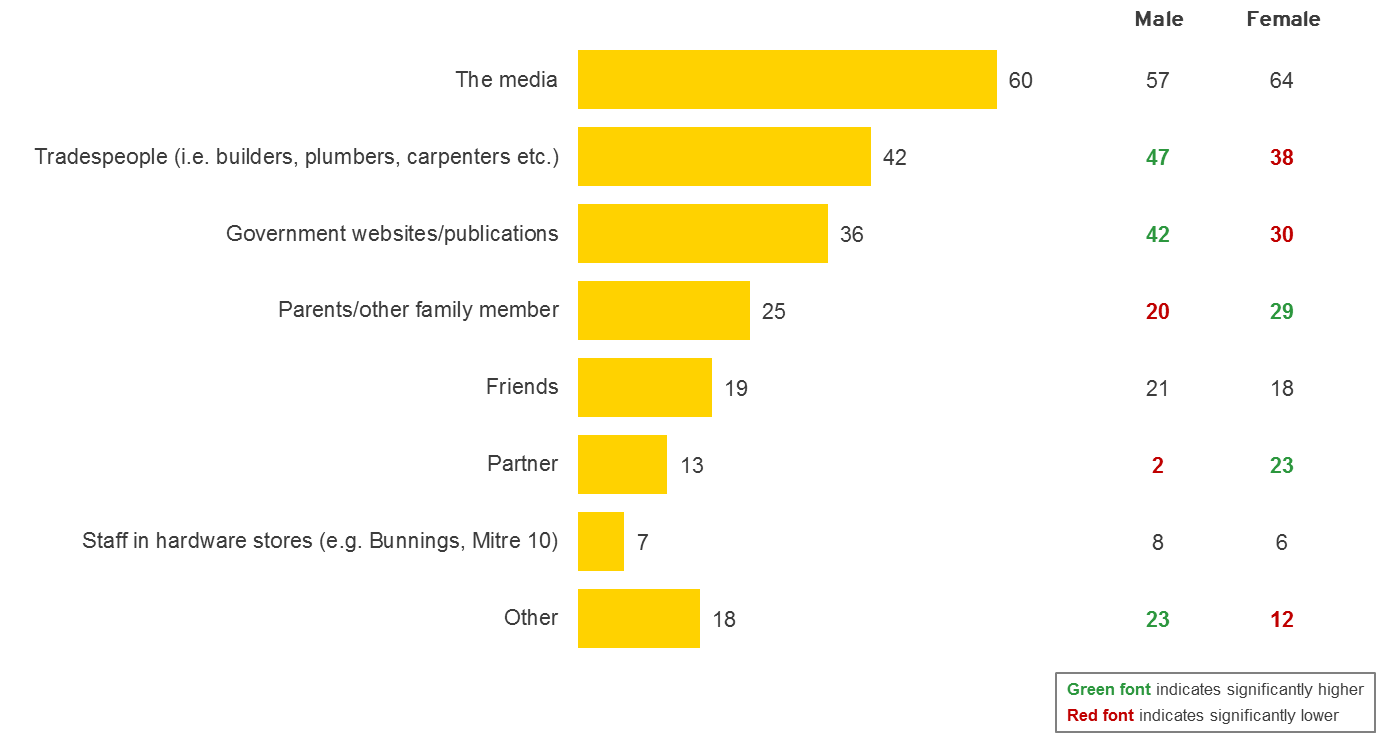 Male Female
The media 60 57 64
Tradespeople (i.e. builders, plumbers, carpenters etc.) 42 47 38
Government websites/publications 36 42 30
Parents/other family member 25 20 29
Friends 19 21 18
Partner 13 2 23
Staff in hardware stores (e.g. Bunnings, Mitre 10) 7 8 6
Other 18 23 12
Green font indicates significantly higher
Red font indicates significantly lower